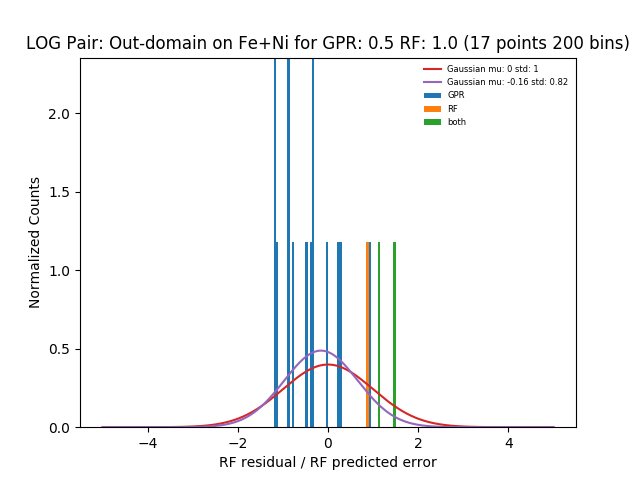 LOG Pair: Out-domain on Fe+Ni for GPR: 0.5 RF: 1.0 (17 points 200 bins)
Gaussian mu: 0 std: 1
Gaussian mu: -0.16 std: 0.82
GPR
RF
both
Normalized Counts
2.0
1.5
1.0
0.5
0.0
−4
−2
0
2
4
RF residual / RF predicted error